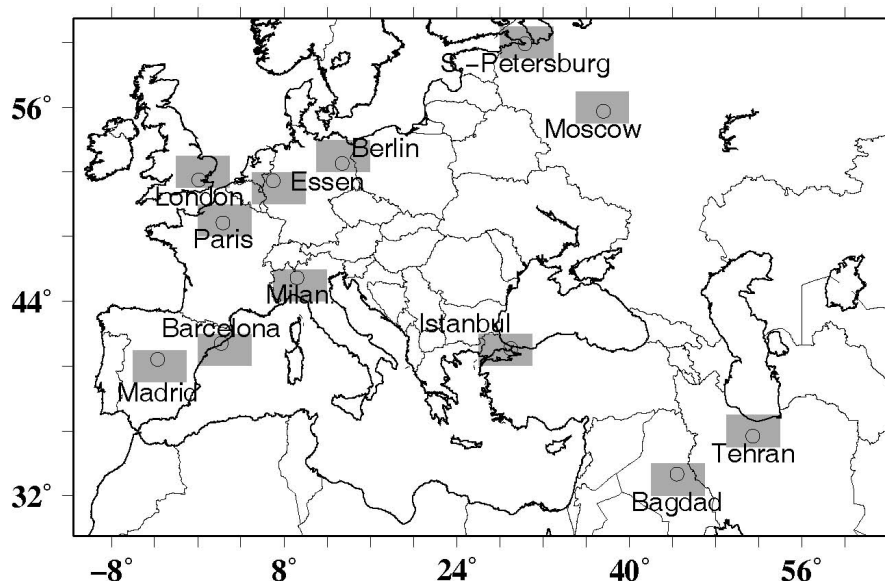 S.−Petersburg
56°
Moscow
Berlin
Essen
London
Paris
Milan
44°
Istanbul
Barcelona
Madrid
Tehran
32°
Bagdad
−8°
8°
24°
40°
56°